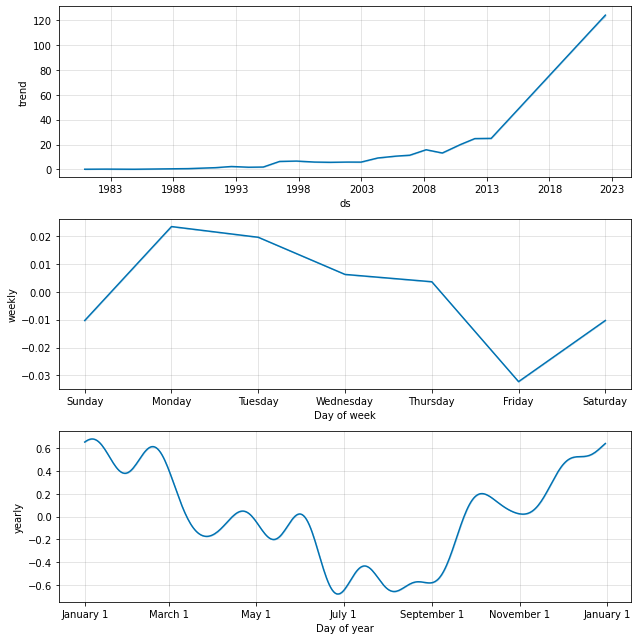 120
100
80
60
40
20
0
trend
1983 1988 1993 1998 2003 2008 2013 2018 2023
ds
0.02
0.01
0.00
−0.01
−0.02
−0.03
weekly
Sunday Monday Tuesday Wednesday Thursday Friday Saturday
Day of week
0.6
0.4
0.2
0.0
−0.2
−0.4
−0.6
yearly
January 1 March 1 May 1 July 1 September 1 November 1 January 1
Day of year